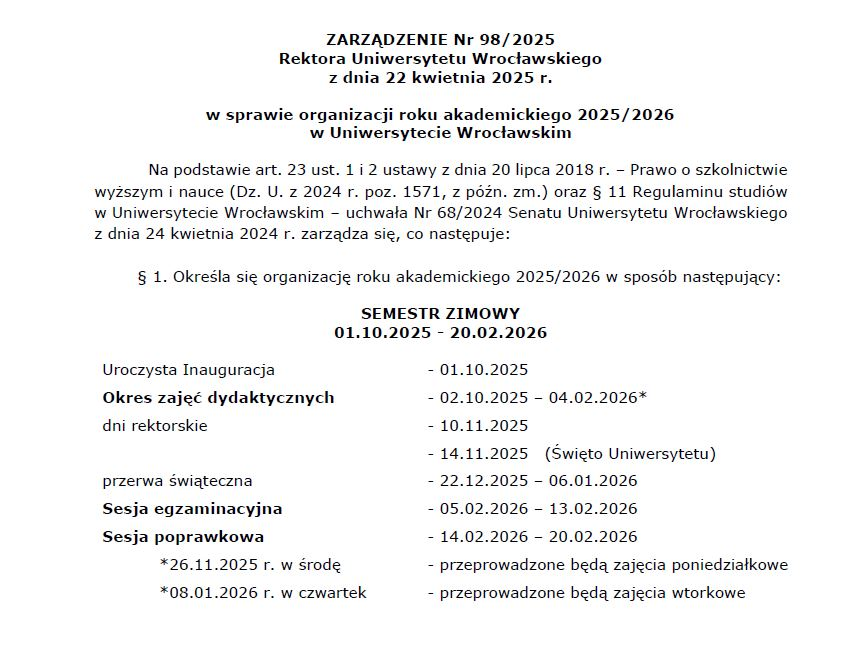 ZARZĄDZENIE Nr 98/2025
Rektora Uniwersytetu Wrocławskiego
z dnia 22 kwietnia 2025 r.
w sprawie organizacji roku akademickiego 2025/2026
w Uniwersytecie Wrocławskim
Na podstawie art. 23 ust. 1 i 2 ustawy z dnia 20 lipca 2018 r. – Prawo o szkolnictwie
wyższym i nauce (Dz. U. z 2024 r. poz. 1571, z późn. zm.) oraz § 11 Regulaminu studiów
w Uniwersytecie Wrocławskim – uchwała Nr 68/2024 Senatu Uniwersytetu Wrocławskiego
z dnia 24 kwietnia 2024 r. zarządza się, co następuje:
§ 1. Określa się organizację roku akademickiego 2025/2026 w sposób następujący:
SEMESTR ZIMOWY
01.10.2025 - 20.02.2026
Uroczysta Inauguracja - 01.10.2025
Okres zajęć dydaktycznych - 02.10.2025 – 04.02.2026*
dni rektorskie - 10.11.2025
- 14.11.2025 (Święto Uniwersytetu)
przerwa świąteczna - 22.12.2025 – 06.01.2026
Sesja egzaminacyjna - 05.02.2026 – 13.02.2026
Sesja poprawkowa - 14.02.2026 – 20.02.2026
*26.11.2025 r. w środę - przeprowadzone będą zajęcia poniedziałkowe
*08.01.2026 r. w czwartek - przeprowadzone będą zajęcia wtorkowe